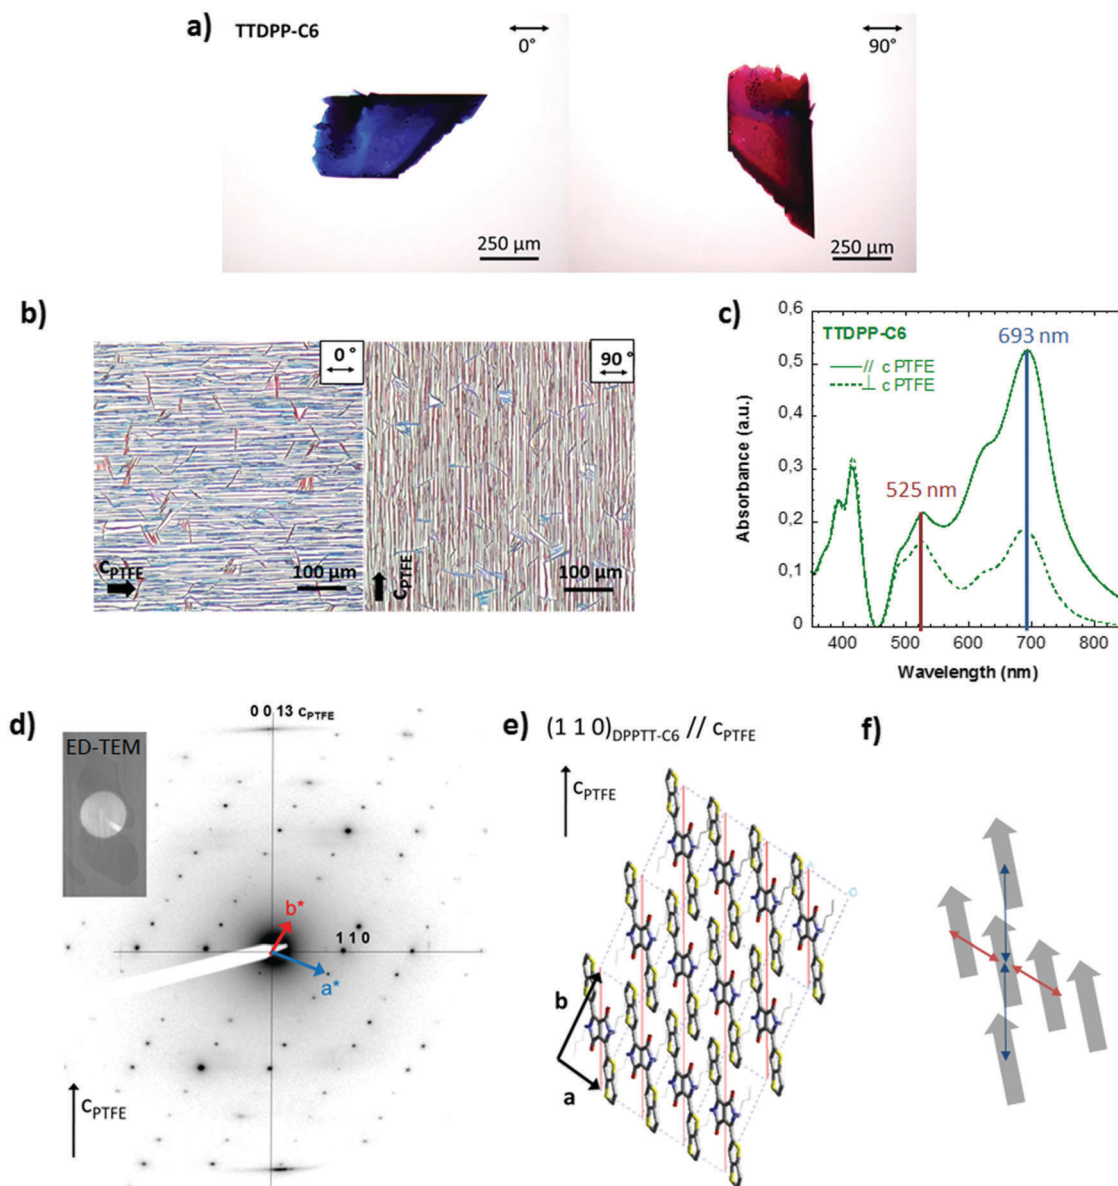 a) TTDPP-C6
0°
90°
250 µm
250 µm
b)
0°
90°
cPTFE
100 µm
cPTFE
100 µm
c)
TTDPP-C6
// c PTFE
⊥ c PTFE
693 nm
525 nm
0,6
0,5
0,4
0,3
0,2
0,1
0
Absorbance (a.u.)
400 500 600 700 800
Wavelength (nm)
d)
ED-TEM
0 0 13 cPTFE
b*
1 1 0
a*
cPTFE
e) (1 1 0)DPPTT-C6 // cPTFE
cPTFE
b
a
f)